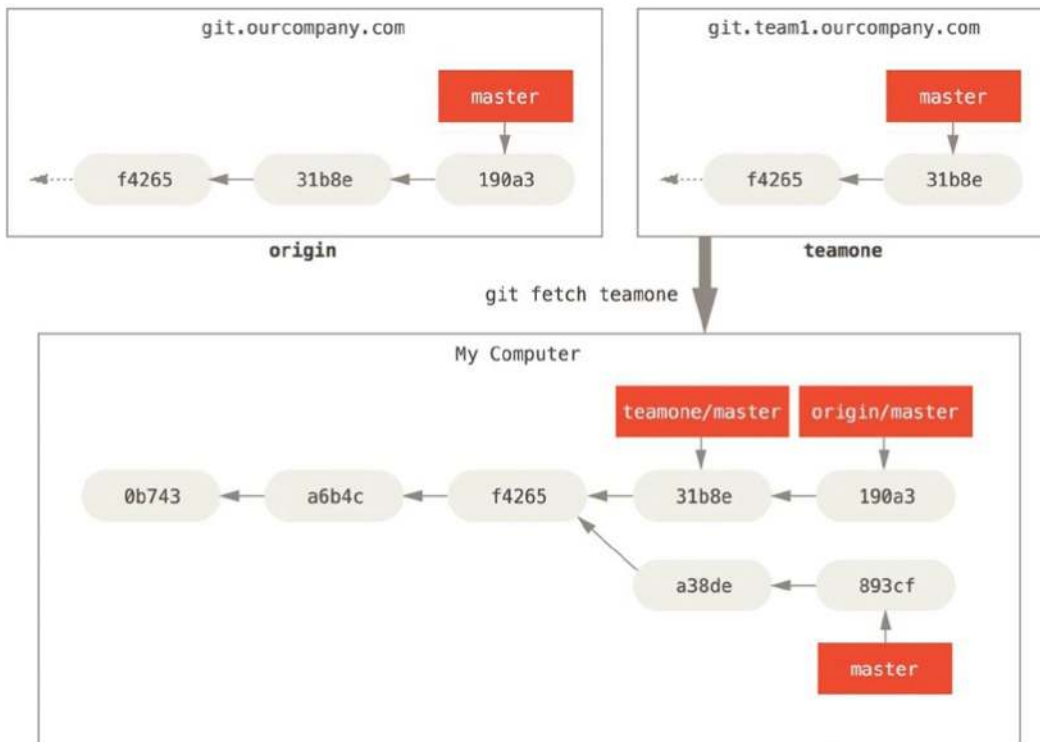 git.ourcompany.com
master
f4265
31b8e
190a3
origin
git.team1.ourcompany.com
master
f4265
31b8e
teamone
git fetch teamone
My Computer
teamone/master
origin/master
0b743
a6b4c
f4265
31b8e
190a3
a38de
893cf
master